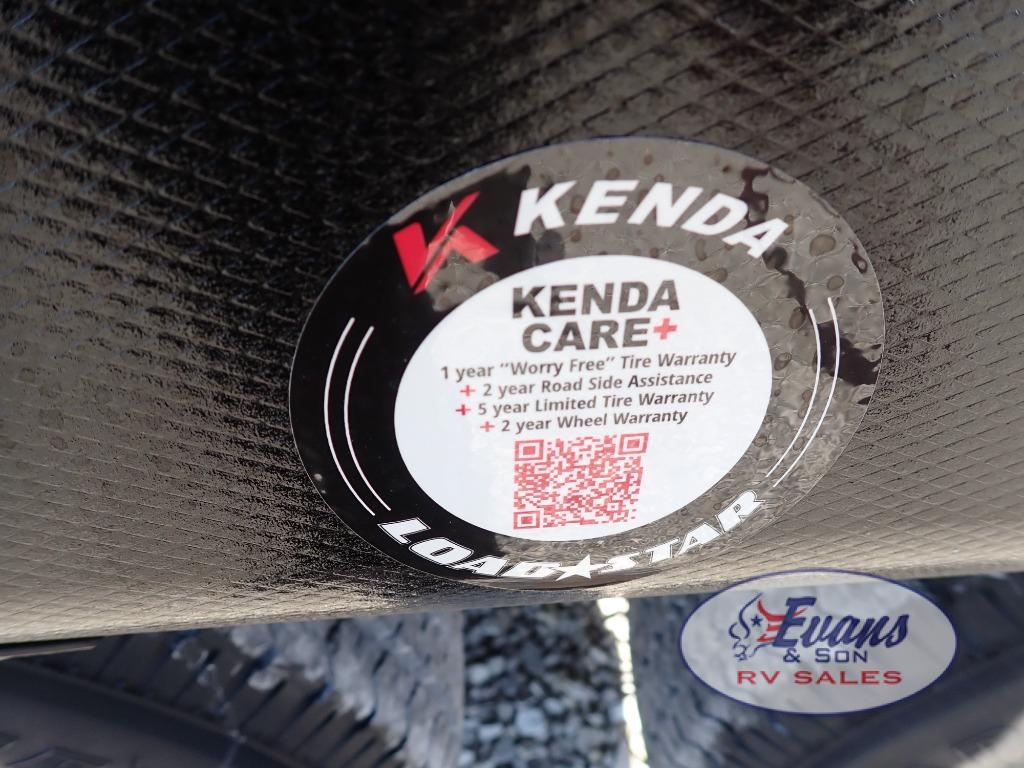 KENDA
KENDA
CARE+
1 year "Worry Free" Tire Warranty
+ 2 year Road Side Assistance
+ 5 year Limited Tire Warranty
+ 2 year Wheel Warranty
LOAD★STAR
Evans
& SON
RV SALES